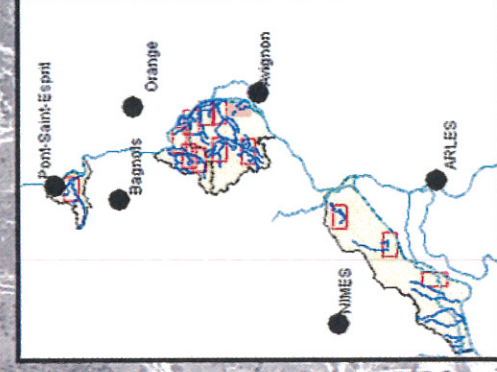 Pont-Saint-Esprit
Orange
Bagnols
Avignon
NIMES
ARLES